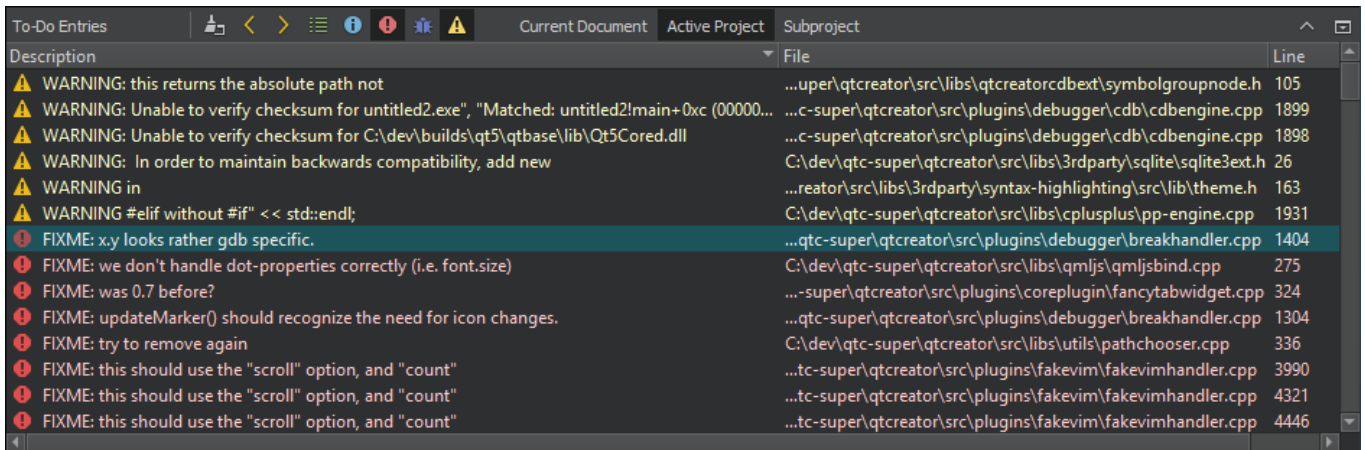 To-Do Entries Current Document Active Project Subproject
Description File Line
WARNING: this returns the absolute path not ...uper\qtcreator\src\libs\qtcreatorcdbext\symbolgroupnode.h 105
WARNING: Unable to verify checksum for untitled2.exe", "Matched: untitled2!main+0xc (00000... ...c-super\qtcreator\src\plugins\debugger\cdb\cdbengine.cpp 1899
WARNING: Unable to verify checksum for C:\dev\builds\qt5\qtbase\lib\Qt5Cored.dll ...c-super\qtcreator\src\plugins\debugger\cdb\cdbengine.cpp 1898
WARNING:  In order to maintain backwards compatibility, add new C:\dev\qtc-super\qtcreator\src\libs\3rdparty\sqlite\sqlite3ext.h 26
WARNING in ...reator\src\libs\3rdparty\syntax-highlighting\src\lib\theme.h 163
WARNING #elif without #if" << std::endl; C:\dev\qtc-super\qtcreator\src\libs\cplusplus\pp-engine.cpp 1931
FIXME: x.y looks rather gdb specific. ...qtc-super\qtcreator\src\plugins\debugger\breakhandler.cpp 1404
FIXME: we don't handle dot-properties correctly (i.e. font.size) C:\dev\qtc-super\qtcreator\src\libs\qmljs\qmljsbind.cpp 275
FIXME: was 0.7 before? ...-super\qtcreator\src\plugins\coreplugin\fancytabwidget.cpp 324
FIXME: updateMarker() should recognize the need for icon changes. ...qtc-super\qtcreator\src\plugins\debugger\breakhandler.cpp 1304
FIXME: try to remove again C:\dev\qtc-super\qtcreator\src\libs\utils\pathchooser.cpp 336
FIXME: this should use the "scroll" option, and "count" ...tc-super\qtcreator\src\plugins\fakevim\fakevimhandler.cpp 3990
FIXME: this should use the "scroll" option, and "count" ...tc-super\qtcreator\src\plugins\fakevim\fakevimhandler.cpp 4321
FIXME: this should use the "scroll" option, and "count" ...tc-super\qtcreator\src\plugins\fakevim\fakevimhandler.cpp 4446